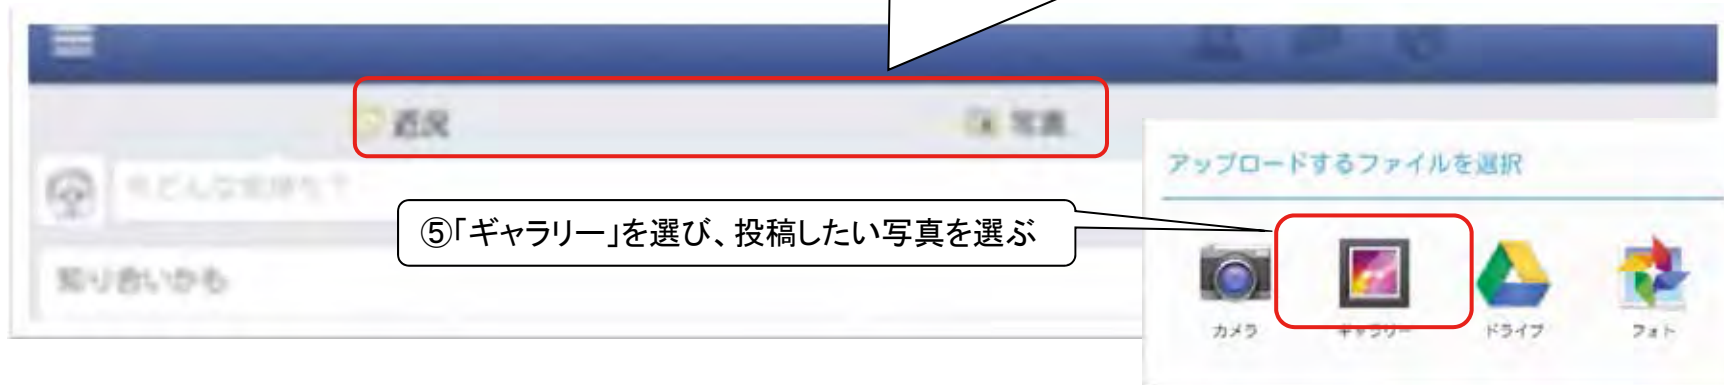 近況 写真
今どんな気持ち?
アップロードするファイルを選択
⑤「ギャラリー」を選び、投稿したい写真を選ぶ
知り合いかも
カメラ ギャラリー ドライブ フォト